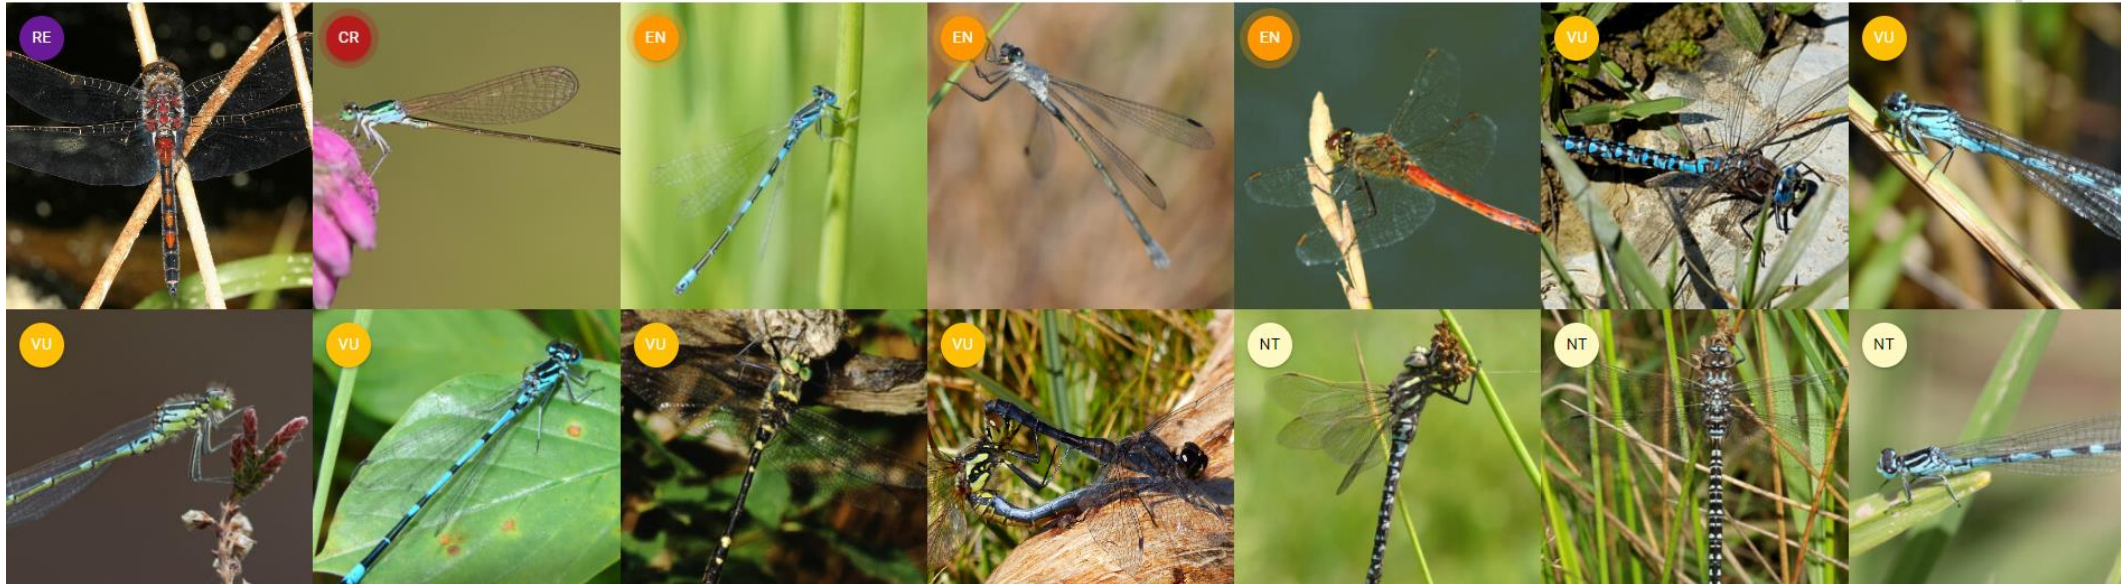 RE CR EN EN EN VU VU
VU VU VU VU NT NT NT